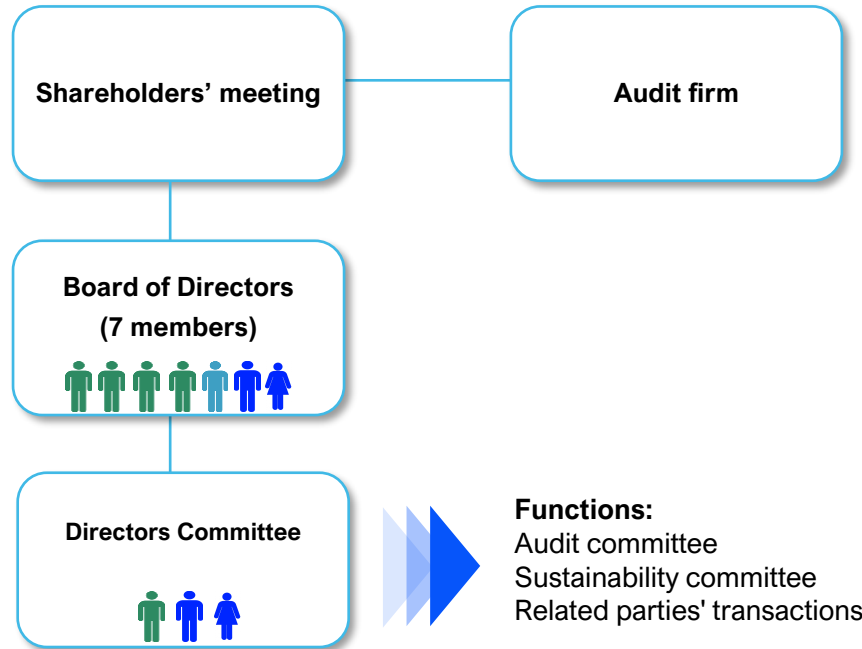 Shareholders’ meeting
Audit firm
Board of Directors
(7 members)
Directors Committee
Functions:
Audit committee
Sustainability committee
Related parties' transactions